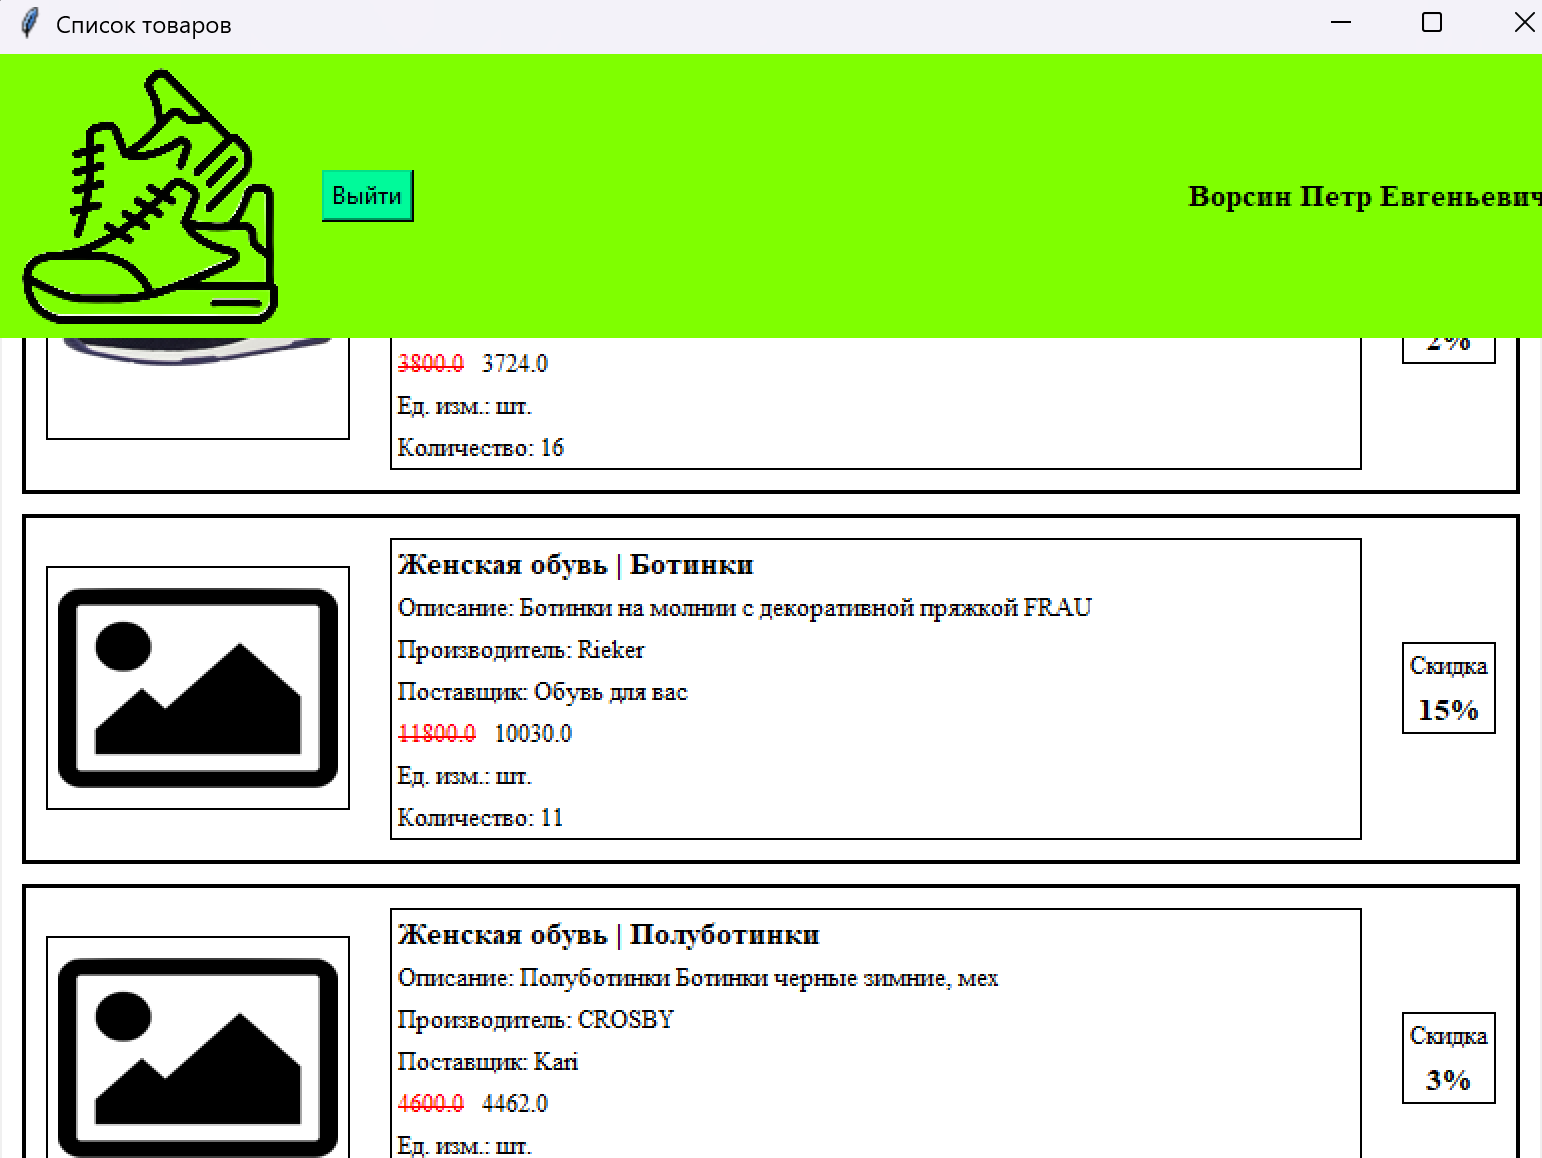 Список товаров
Выйти
Ворсин Петр Евгеньевич
3800.0 3724.0
2%
Ед. изм.: шт.
Количество: 16
Женская обувь | Ботинки
Описание: Ботинки на молнии с декоративной пряжкой FRAU
Производитель: Rieker
Поставщик: Обувь для вас
11800.0 10030.0
Ед. изм.: шт.
Количество: 11
Скидка
15%
Женская обувь | Полуботинки
Описание: Полуботинки Ботинки черные зимние, мех
Производитель: CROSBY
Поставщик: Kari
4600.0 4462.0
Ед. изм.: шт.
Скидка
3%